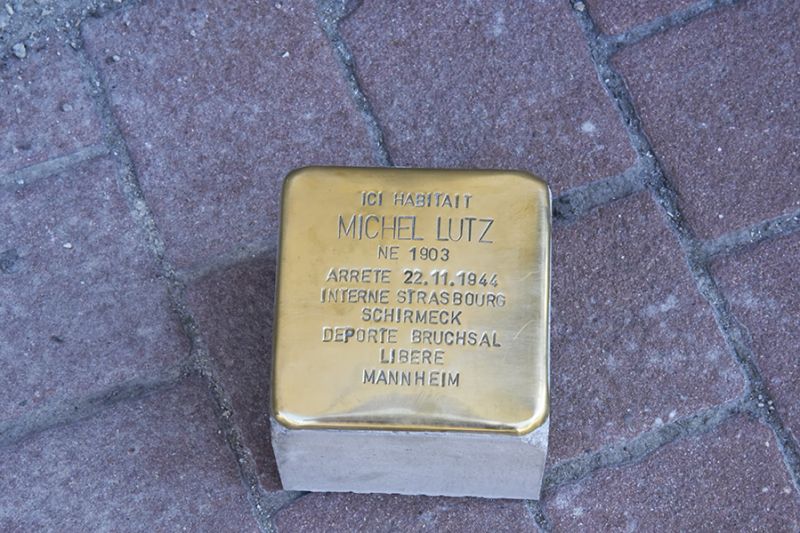 ICI HABITAIT
MICHEL LUTZ
NE 1903
ARRETE 22.11.1944
INTERNE STRASBOURG
SCHIRMECK
DEPORTE BRUCHSAL
LIBERE
MANNHEIM